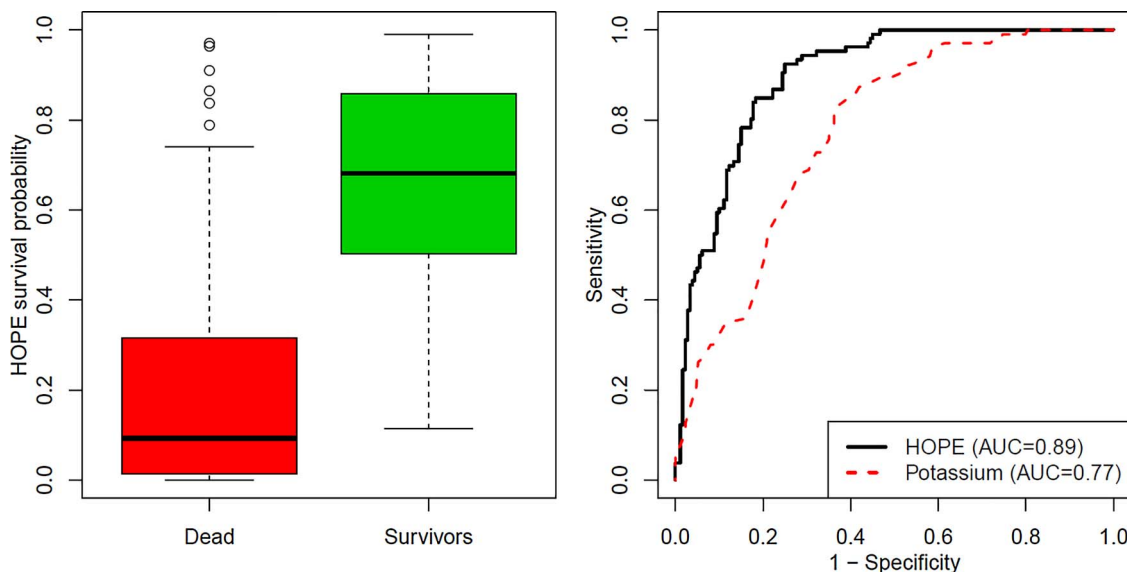 HOPE survival probability
1.0
0.8
0.6
0.4
0.2
0.0
Dead Survivors
Sensitivity
1.0
0.8
0.6
0.4
0.2
0.0
HOPE (AUC=0.89)
Potassium (AUC=0.77)
0.0 0.2 0.4 0.6 0.8 1.0
1 − Specificity